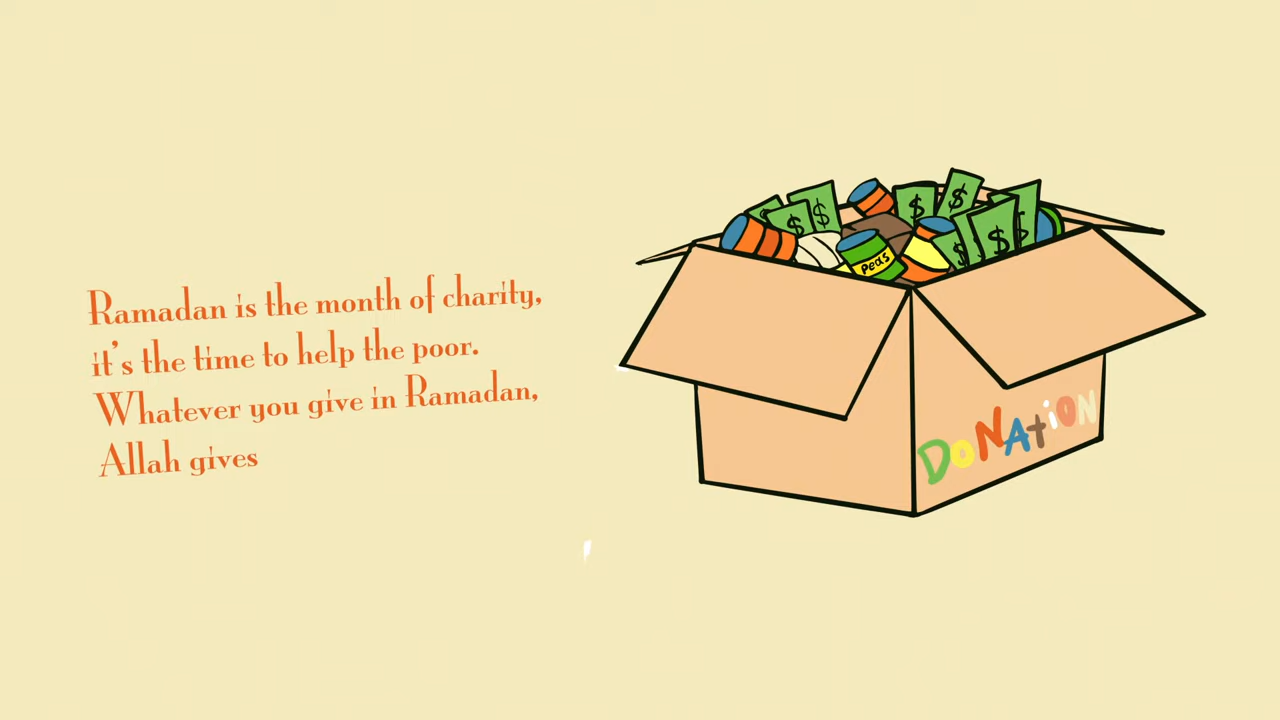 Ramadan is the month of charity,
it's the time to help the poor.
Whatever you give in Ramadan,
Allah gives
$ $ $ $ $ $ $ $
peas
DoNAtiON